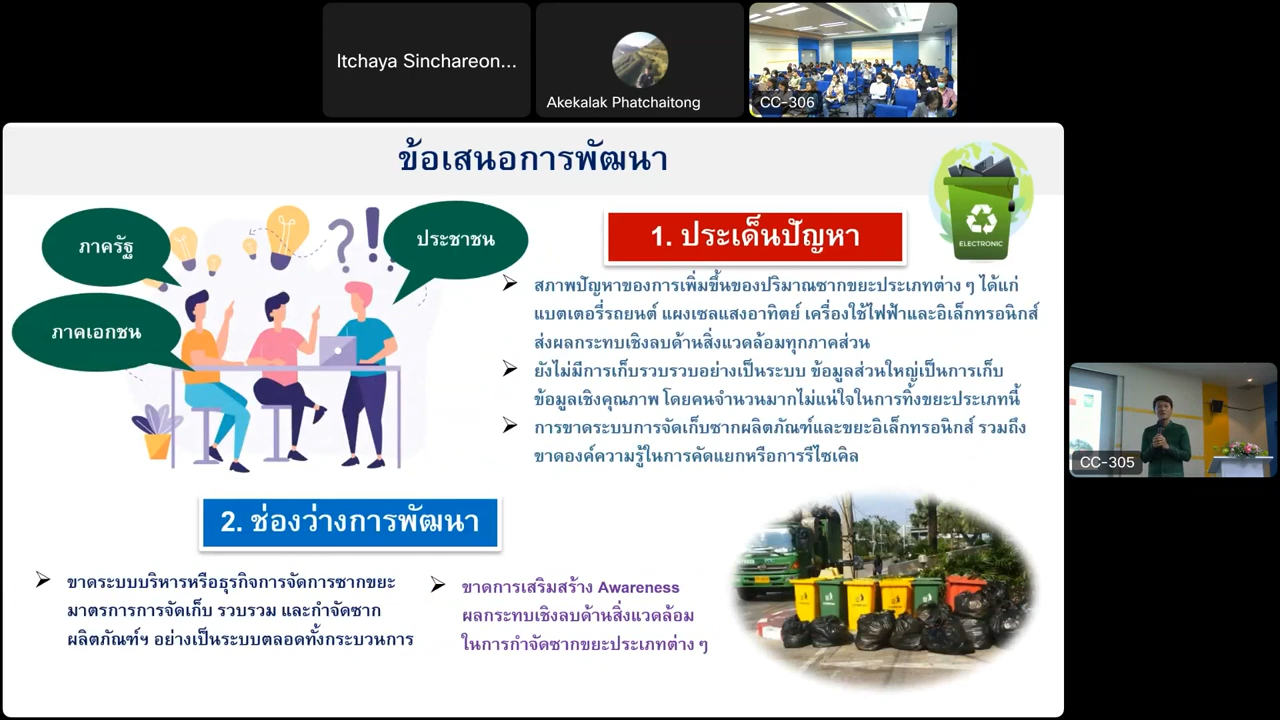 Itchaya Sinchareon...
Akekalak Phatchaitong
CC-306
ข้อเสนอการพัฒนา
ภาครัฐ
ประชาชน
ภาคเอกชน
ELECTRONIC
1. ประเด็นปัญหา
สภาพปัญหาของการเพิ่มขึ้นของปริมาณซากขยะประเภทต่าง ๆ ได้แก่
แบตเตอรี่รถยนต์ แผงเซลแสงอาทิตย์ เครื่องใช้ไฟฟ้าและอิเล็กทรอนิกส์
ส่งผลกระทบเชิงลบด้านสิ่งแวดล้อมทุกภาคส่วน
ยังไม่มีการเก็บรวบรวบอย่างเป็นระบบ ข้อมูลส่วนใหญ่เป็นการเก็บ
ข้อมูลเชิงคุณภาพ โดยคนจำนวนมากไม่แน่ใจในการทิ้งขยะประเภทนี้
การขาดระบบการจัดเก็บซากผลิตภัณฑ์และขยะอิเล็กทรอนิกส์ รวมถึง
ขาดองค์ความรู้ในการคัดแยกหรือการรีไซเคิล
CC-305
2. ช่องว่างการพัฒนา
ขาดระบบบริหารหรือธุรกิจการจัดการซากขยะ
มาตรการการจัดเก็บ รวบรวม และกำจัดซาก
ผลิตภัณฑ์ฯ อย่างเป็นระบบตลอดทั้งกระบวนการ
ขาดการเสริมสร้าง Awareness
ผลกระทบเชิงลบด้านสิ่งแวดล้อม
ในการกำจัดซากขยะประเภทต่าง ๆ